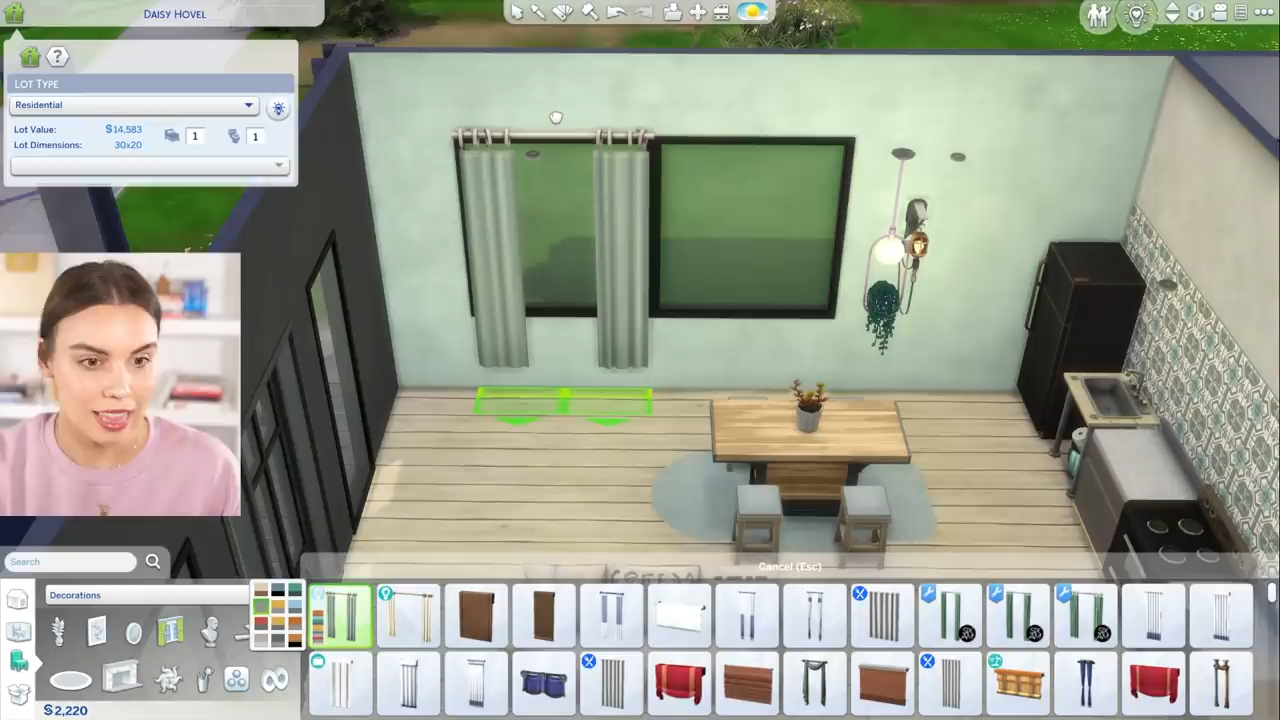 DAISY HOVEL
LOT TYPE
Residential
Lot Value: $14,583
1
1
Lot Dimensions: 30x20
Cancel (Esc)
Search
Decorations
$2,220